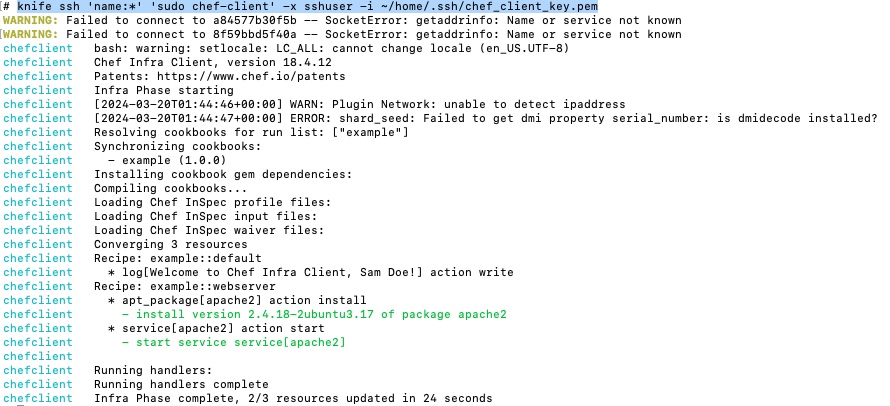 # knife ssh 'name:*' 'sudo chef-client' -x sshuser -i ~/home/.ssh/chef_client_key.pem
WARNING: Failed to connect to a84577b30f5b -- SocketError: getaddrinfo: Name or service not known
WARNING: Failed to connect to 8f59bbd5f40a -- SocketError: getaddrinfo: Name or service not known
chefclient   bash: warning: setlocale: LC_ALL: cannot change locale (en_US.UTF-8)
chefclient   Chef Infra Client, version 18.4.12
chefclient   Patents: https://www.chef.io/patents
chefclient   Infra Phase starting
chefclient   [2024-03-20T01:44:46+00:00] WARN: Plugin Network: unable to detect ipaddress
chefclient   [2024-03-20T01:44:47+00:00] ERROR: shard_seed: Failed to get dmi property serial_number: is dmidecode installed?
chefclient   Resolving cookbooks for run list: ["example"]
chefclient   Synchronizing cookbooks:
chefclient     - example (1.0.0)
chefclient   Installing cookbook gem dependencies:
chefclient   Compiling cookbooks...
chefclient   Loading Chef InSpec profile files:
chefclient   Loading Chef InSpec input files:
chefclient   Loading Chef InSpec waiver files:
chefclient   Converging 3 resources
chefclient   Recipe: example::default
chefclient     * log[Welcome to Chef Infra Client, Sam Doe!] action write
chefclient   Recipe: example::webserver
chefclient     * apt_package[apache2] action install
chefclient       - install version 2.4.18-2ubuntu3.17 of package apache2
chefclient     * service[apache2] action start
chefclient       - start service service[apache2]
chefclient
chefclient   Running handlers:
chefclient   Running handlers complete
chefclient   Infra Phase complete, 2/3 resources updated in 24 seconds